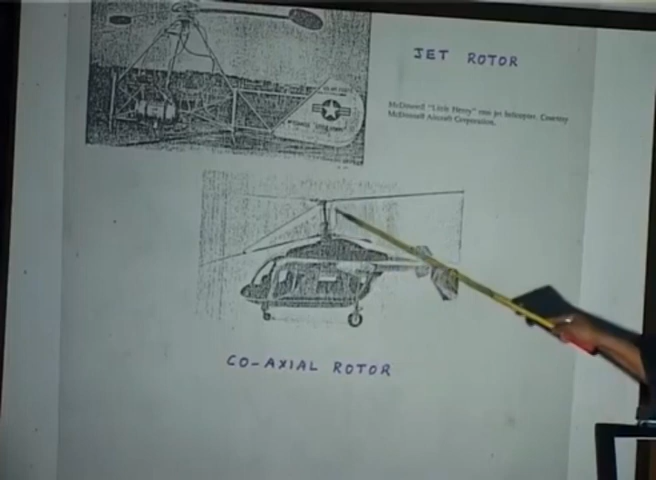 JET ROTOR
McDonnell "Little Henry" ram jet helicopter. Courtesy
McDonnell Aircraft Corporation.
CO-AXIAL ROTOR